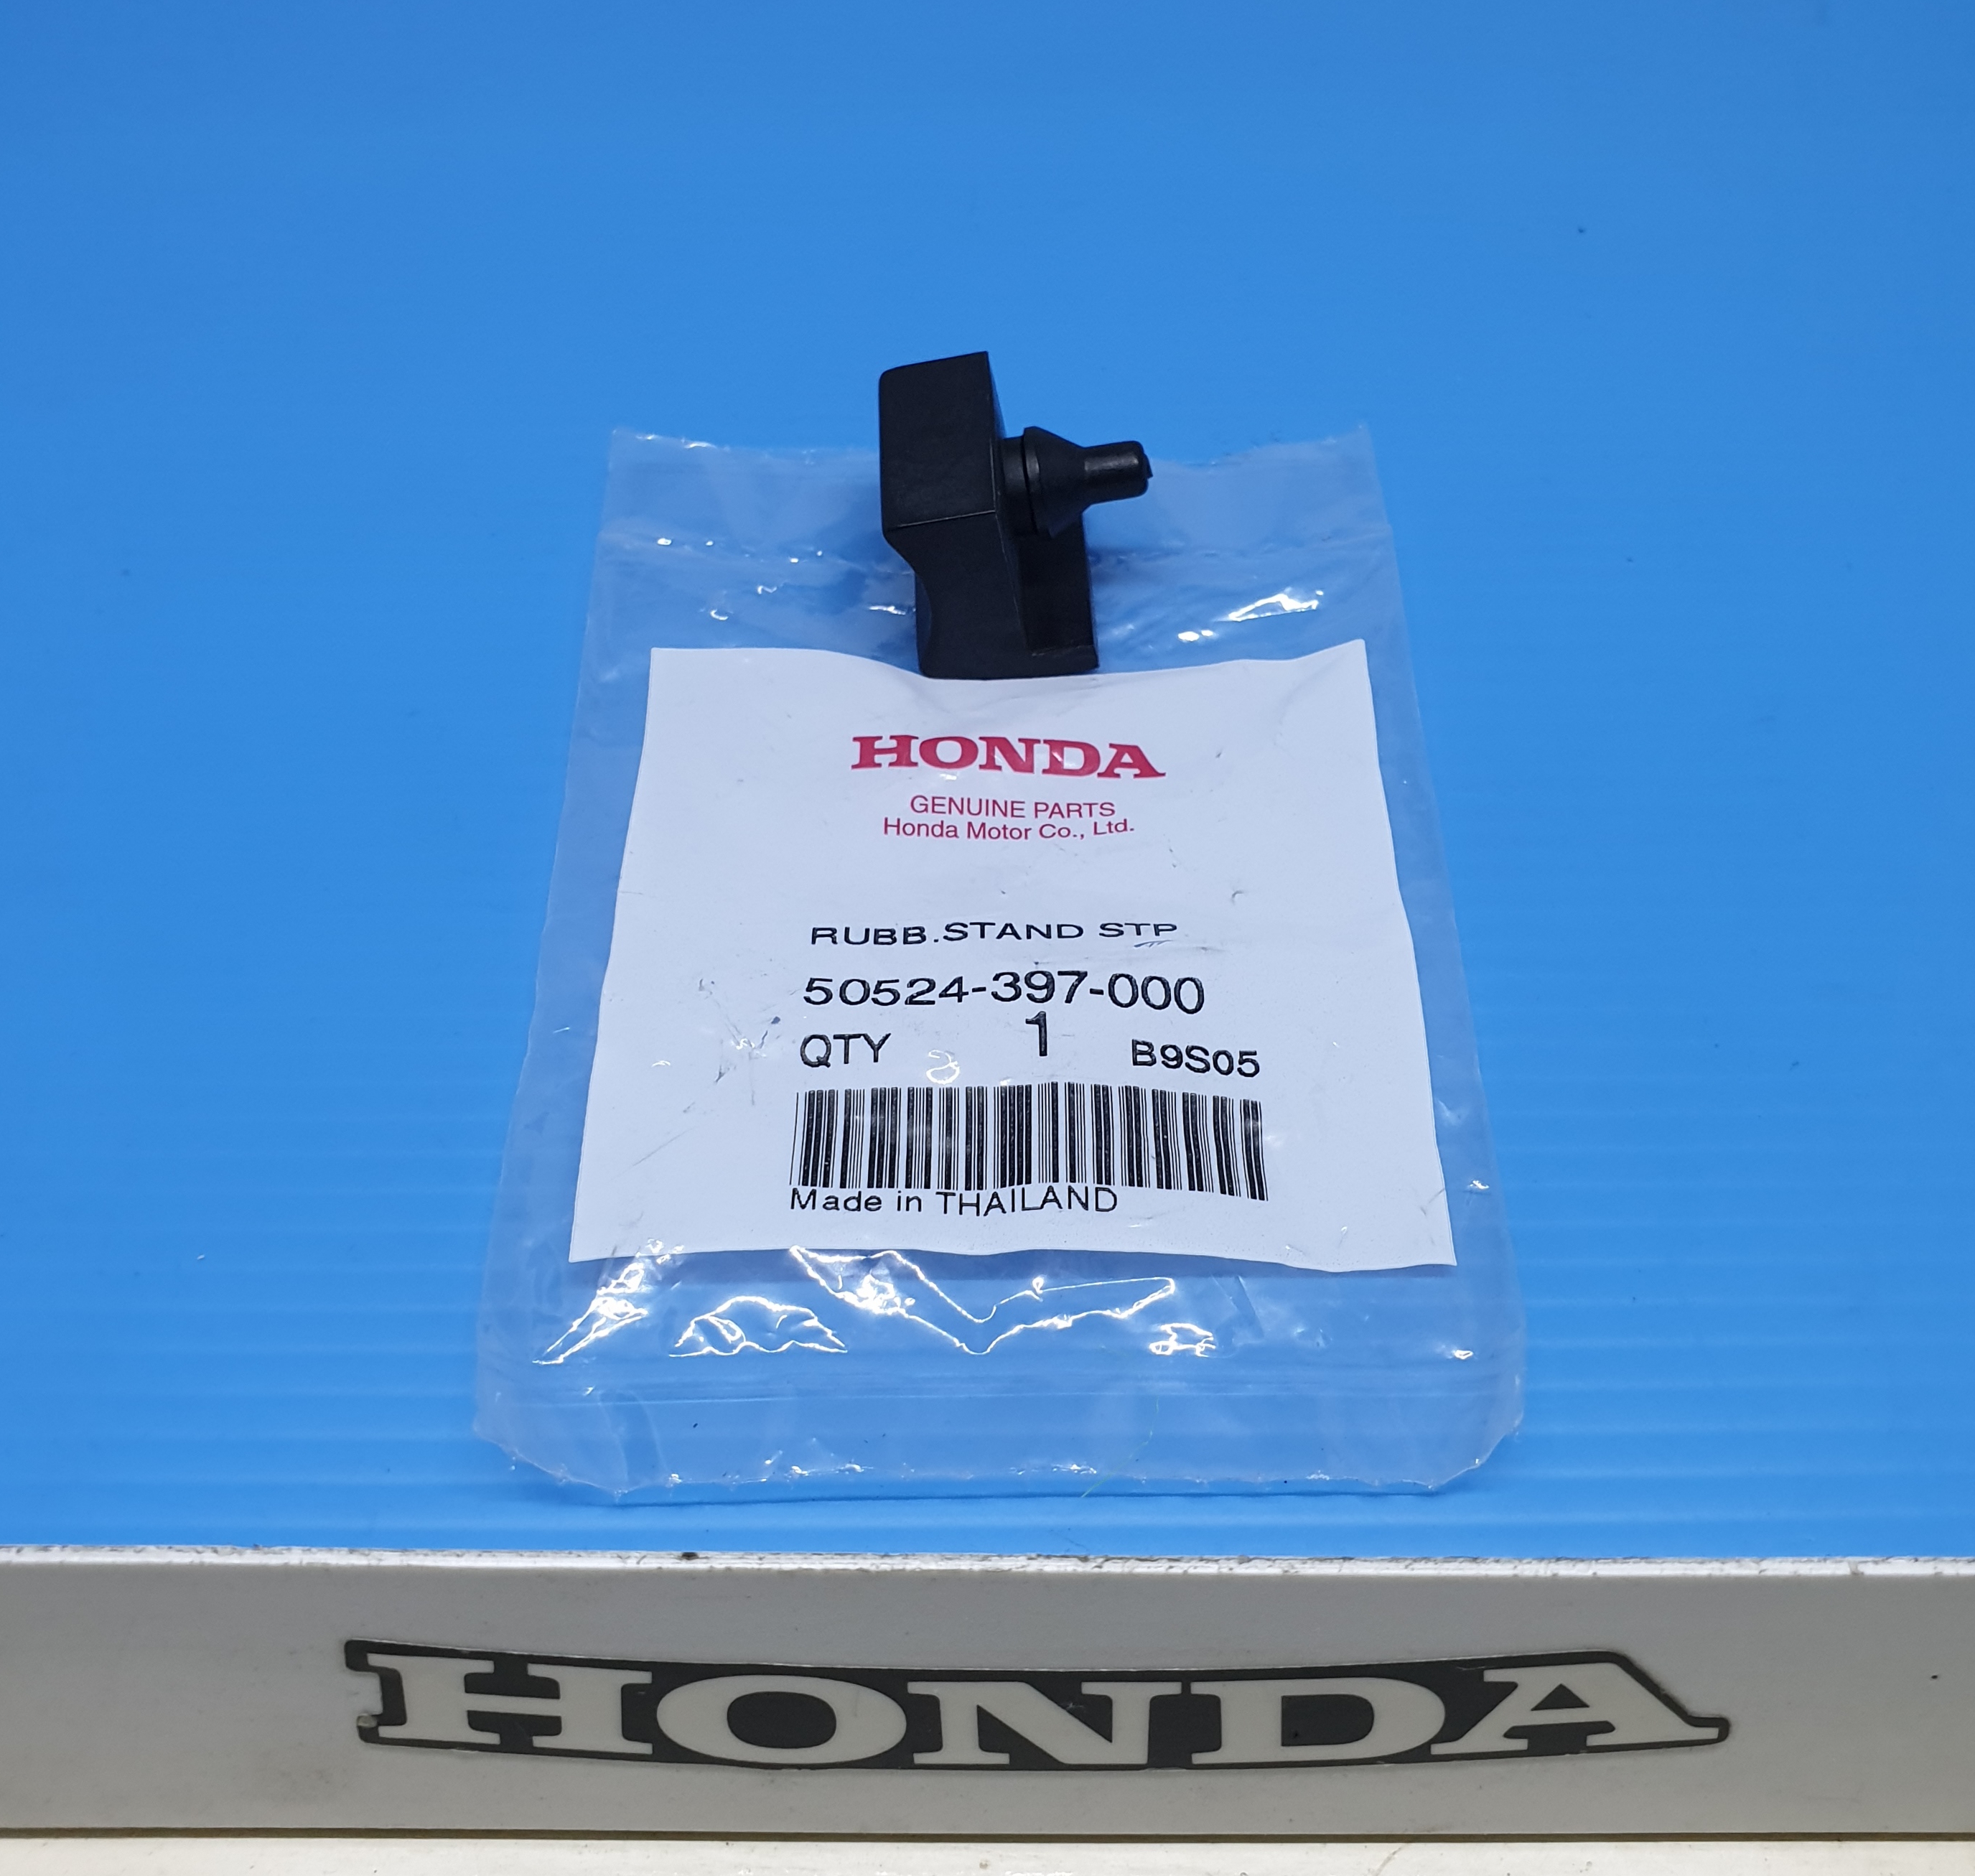 HONDA
GENUINE PARTS
Honda Motor Co., Ltd.
RUBB.STAND STP
50524-397-000
QTY 1 B9S05
Made in THAILAND
HONDA